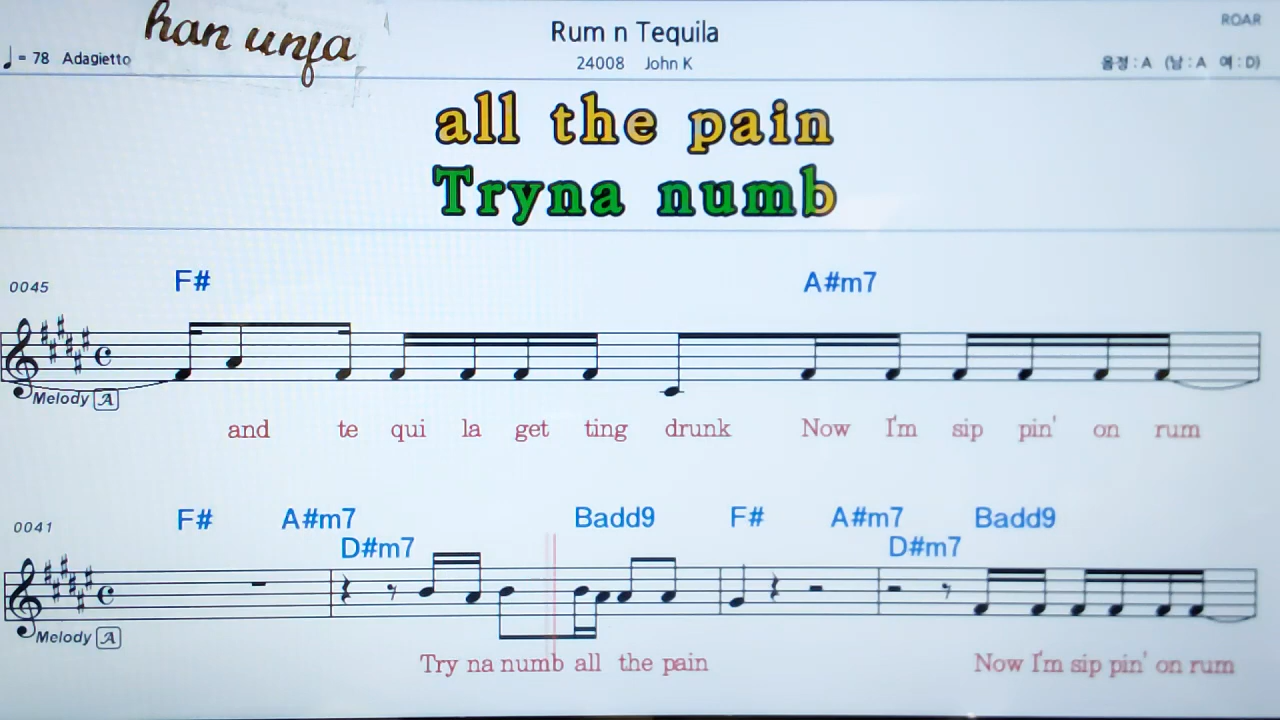 han unfa
Rum n Tequila
ROAR
♩= 78 Adagietto
24008 John K
음정 : A (남 : A 여 : D)
all the pain
Tryna numb
0045
F# A#m7
Melody A
and te qui la get ting drunk Now I'm sip pin' on rum
0041
F# A#m7 D#m7 Badd9 F# A#m7 D#m7 Badd9
Melody A
Try na numb all the pain Now I'm sip pin' on rum